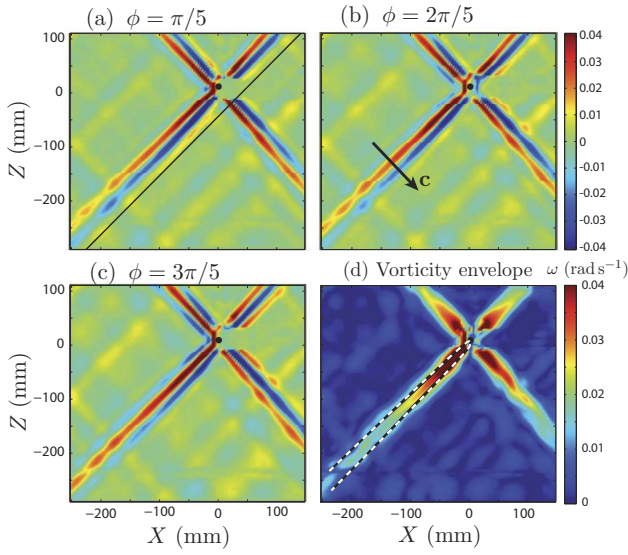 (a) ϕ = π/5
(b) ϕ = 2π/5
100
0
−100
−200
Z (mm)
c
0.04
0.03
0.02
0.01
0
−0.01
−0.02
−0.03
−0.04
(c) ϕ = 3π/5
(d) Vorticity envelope ω (rad s⁻¹)
100
0
−100
−200
Z (mm)
0.04
0.03
0.02
0.01
0
−200 −100 0 100
−200 −100 0 100
X (mm)
X (mm)